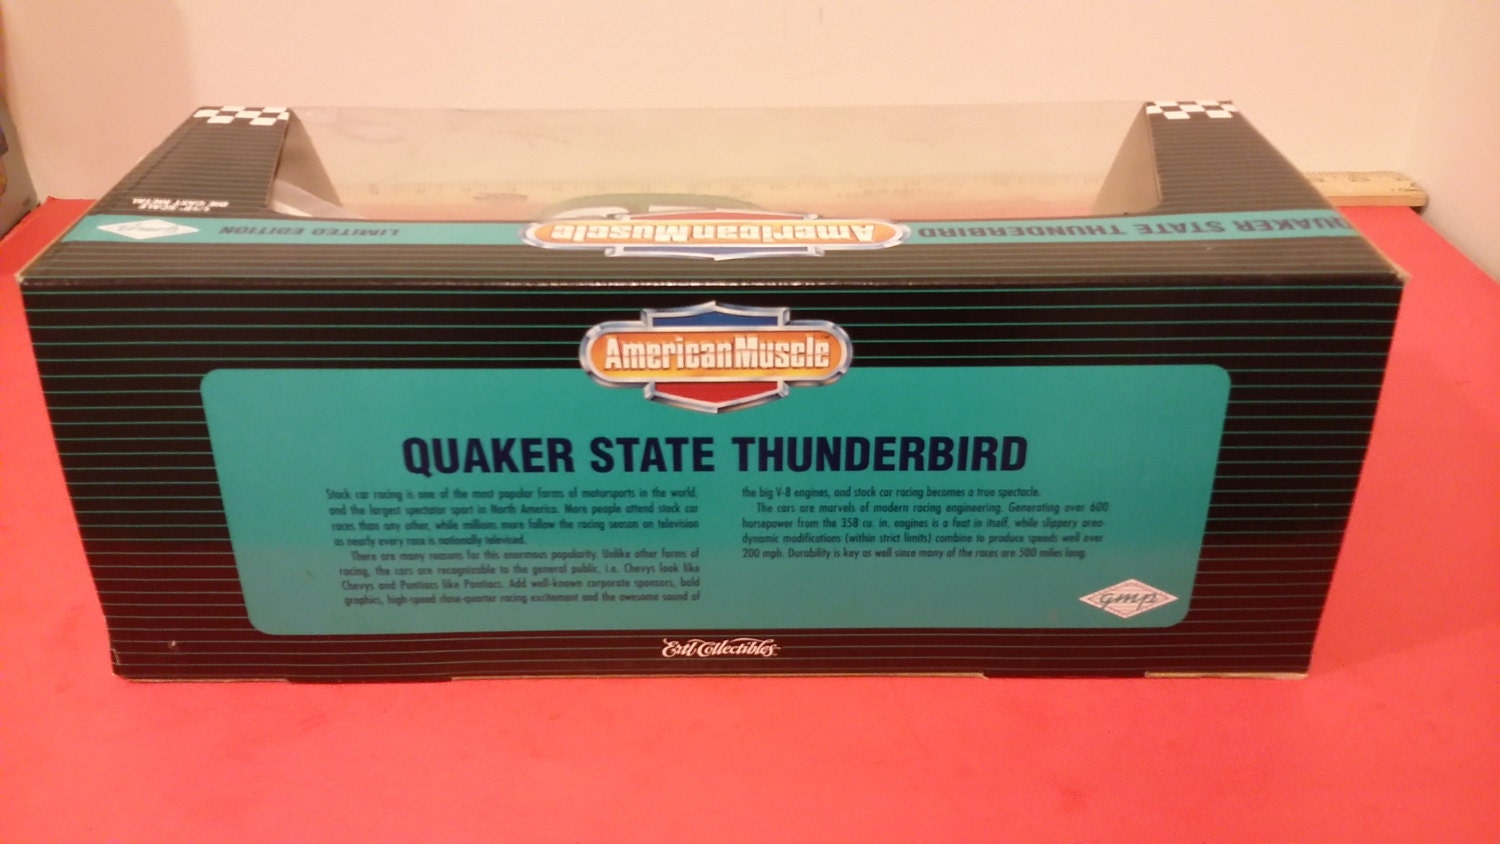 1:18TH SCALE
DIE CAST METAL
LIMITED EDITION
AmericanMuscle
QUAKER STATE THUNDERBIRD
AmericanMuscle
QUAKER STATE THUNDERBIRD
Stock car racing is one of the most popular forms of motorsports in the world,
and the largest spectator sport in North America. More people attend stock car
races than any other, while millions more follow the racing season on television
as nearly every race is nationally televised.
There are many reasons for this enormous popularity. Unlike other forms of
racing, the cars are recognizable to the general public, i.e. Chevys look like
Chevys and Pontiacs like Pontiacs. Add well-known corporate sponsors, bold
graphics, high-speed close-quarter racing excitement and the awesome sound of
the big V-8 engines, and stock car racing becomes a true spectacle.
The cars are marvels of modern racing engineering. Generating over 600
horsepower from the 358 cu. in. engines is a feat in itself, while slippery aero-
dynamic modifications (within strict limits) combine to produce speeds well over
200 mph. Durability is key as well since many of the races are 500 miles long.
gmp
Ertl Collectibles